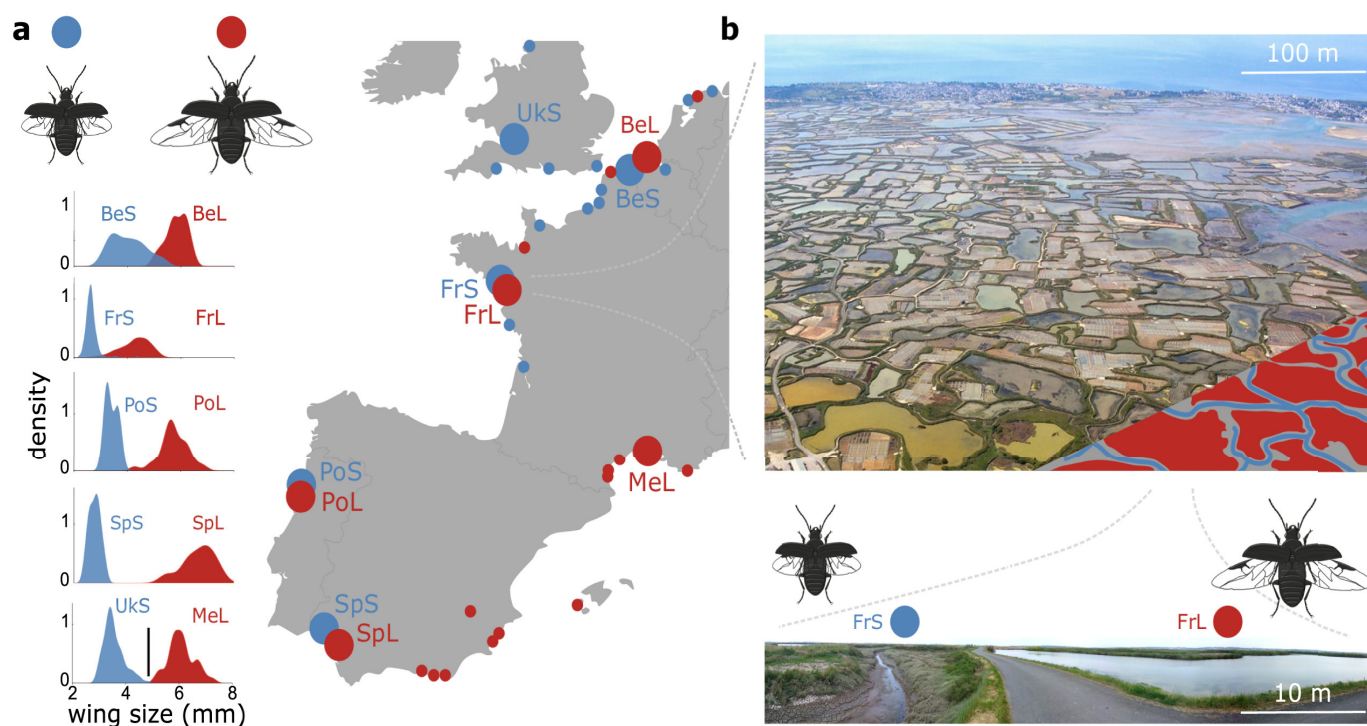 a
b
100 m
UkS
BeL
BeS
FrS
FrL
MeL
PoS
PoL
SpS
SpL
density
1
BeS
BeL
0
1
FrS
FrL
0
1
PoS
PoL
0
1
SpS
SpL
0
1
UkS
MeL
0
2 4 6 8
wing size (mm)
FrS
FrL
10 m